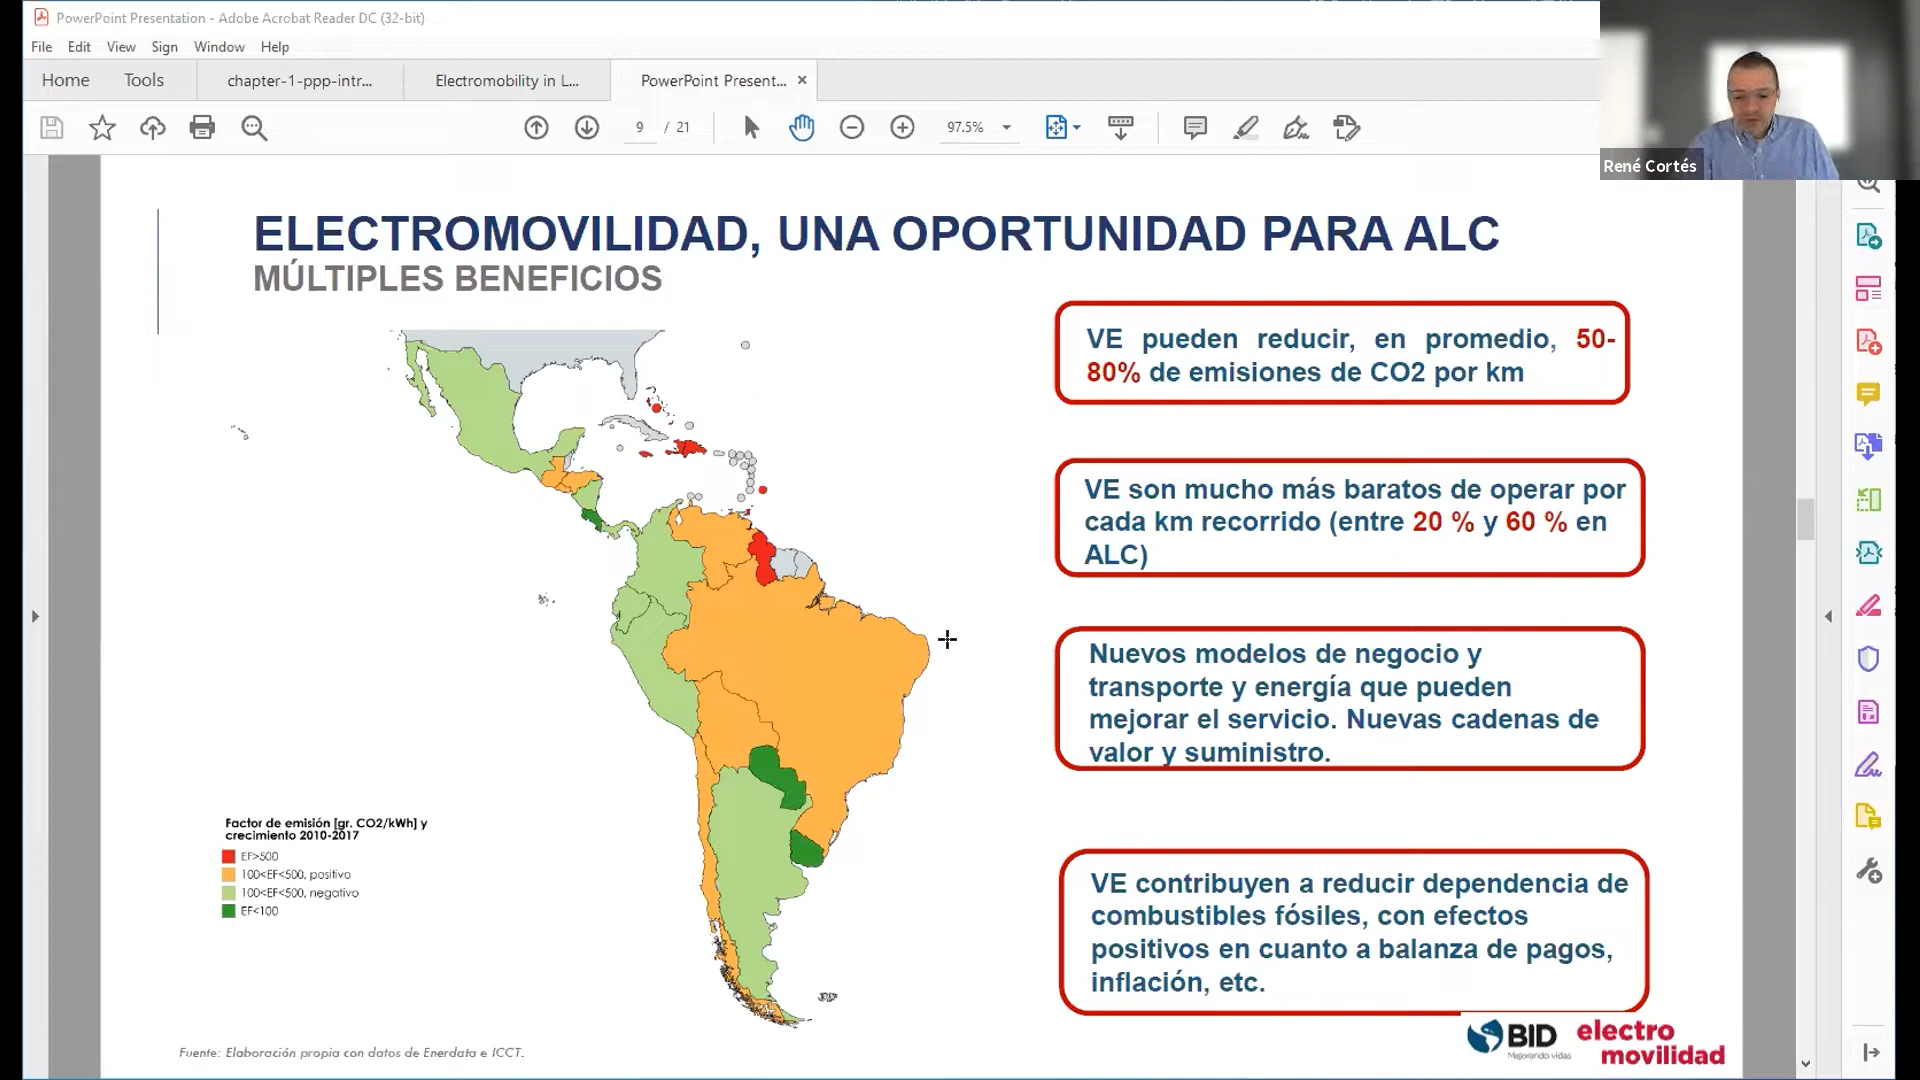 PowerPoint Presentation - Adobe Acrobat Reader DC (32-bit)
File Edit View Sign Window Help
Home Tools chapter-1-ppp-intr... Electromobility in L... PowerPoint Present... ×
9 / 21 97.5%
René Cortés
ELECTROMOVILIDAD, UNA OPORTUNIDAD PARA ALC
MÚLTIPLES BENEFICIOS
VE pueden reducir, en promedio, 50-
80% de emisiones de CO2 por km
VE son mucho más baratos de operar por
cada km recorrido (entre 20 % y 60 % en
ALC)
Nuevos modelos de negocio y
transporte y energía que pueden
mejorar el servicio. Nuevas cadenas de
valor y suministro.
VE contribuyen a reducir dependencia de
combustibles fósiles, con efectos
positivos en cuanto a balanza de pagos,
inflación, etc.
Factor de emisión [gr. CO2/kWh] y
crecimiento 2010-2017
EF>500
100<EF<500, positivo
100<EF<500, negativo
EF<100
Fuente: Elaboración propia con datos de Enerdata e ICCT.
BID
Mejorando vidas
electro
movilidad